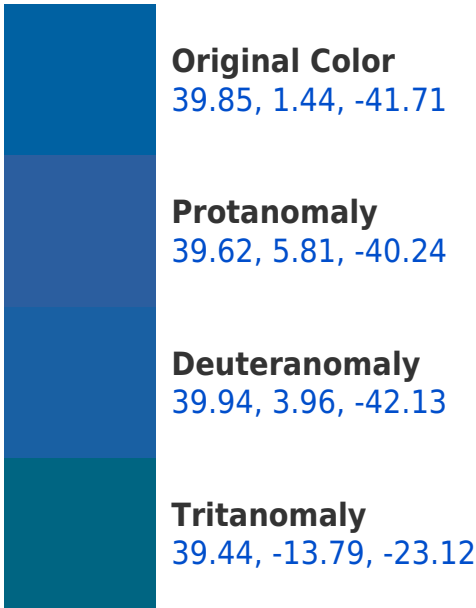 Original Color
39.85, 1.44, -41.71
Protanomaly
39.62, 5.81, -40.24
Deuteranomaly
39.94, 3.96, -42.13
Tritanomaly
39.44, -13.79, -23.12